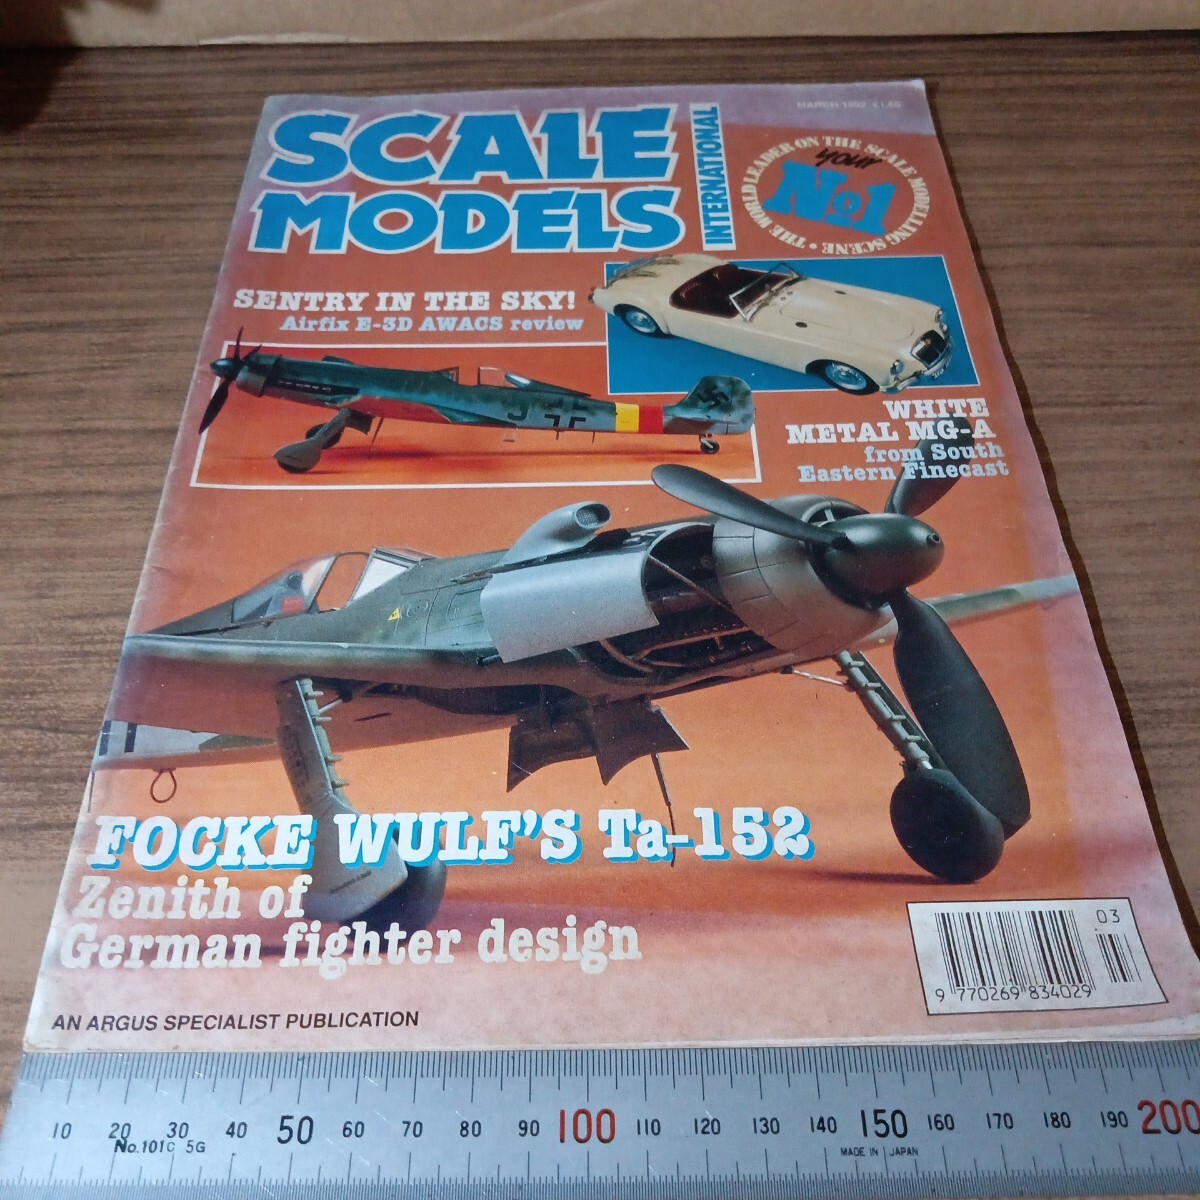 MARCH 1992 £1.60
SCALE
MODELS
INTERNATIONAL
THE WORLD LEADER ON THE SCALE MODELLING SCENE •
YOUR
No1
SENTRY IN THE SKY!
Airfix E-3D AWACS review
WHITE
METAL MG-A
from South
Eastern Finecast
FOCKE WULF'S Ta-152
Zenith of
German fighter design
AN ARGUS SPECIALIST PUBLICATION
03
9 770269 834029
10 20 30 40 50 60 70 80 90 100 110 120 130 140 150 160 170 180 190 200
No.101C 5G
MADE IN JAPAN